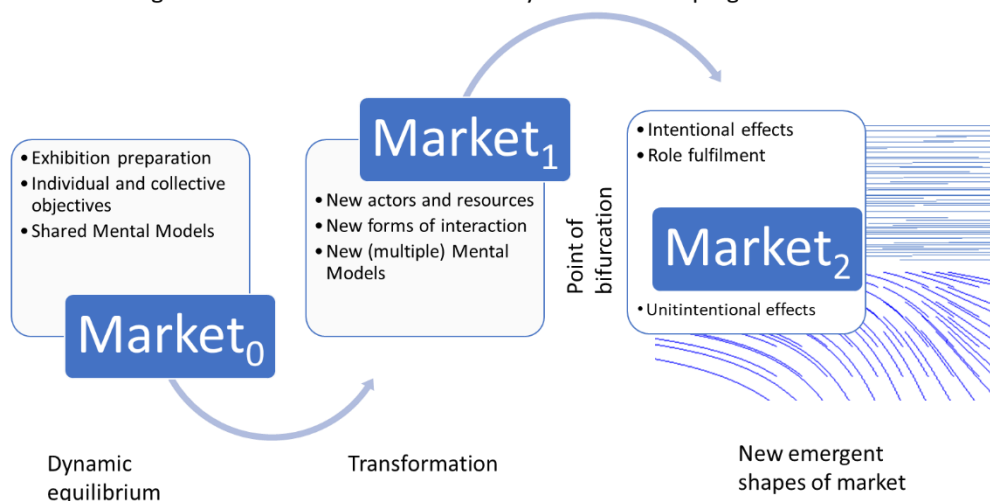 • Exhibition preparation
• Individual and collective
objectives
• Shared Mental Models
Market0
Dynamic
equilibrium
Market1
• New actors and resources
• New forms of interaction
• New (multiple) Mental
Models
Transformation
Point of
bifurcation
• Intentional effects
• Role fulfilment
Market2
• Unitintentional effects
New emergent
shapes of market